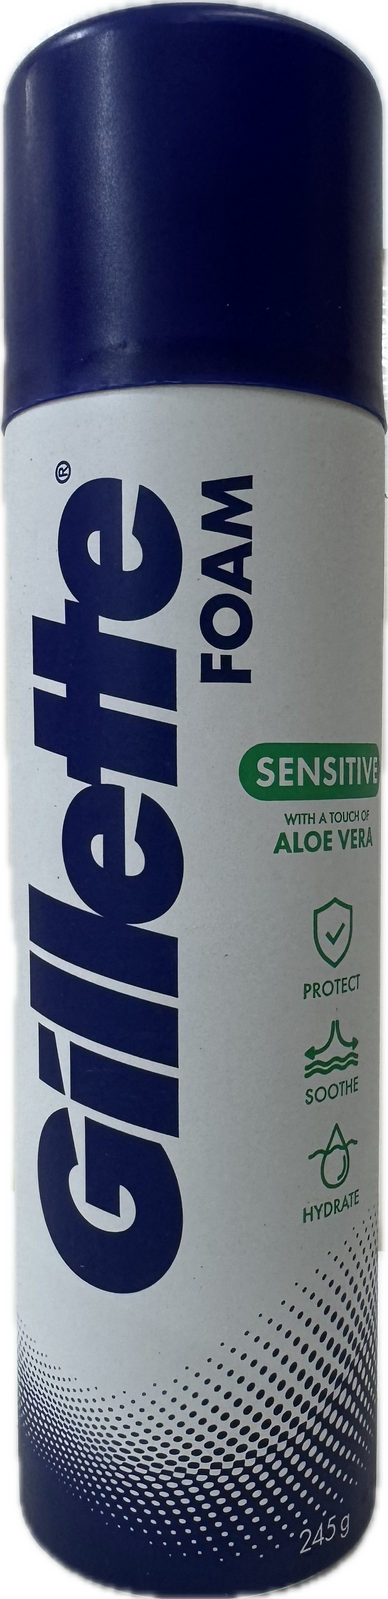 Gillette®
FOAM
SENSITIVE
WITH A TOUCH OF
ALOE VERA
PROTECT
SOOTHE
HYDRATE
245 g